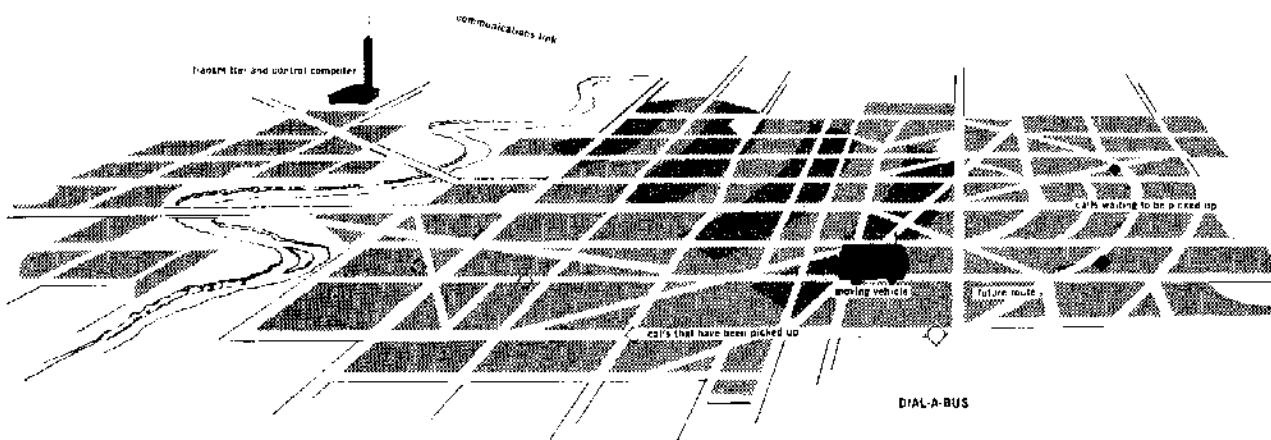 communications link
transmitter and control computer
calls waiting to be picked up
moving vehicle
future route
calls that have been picked up
DIAL-A-BUS